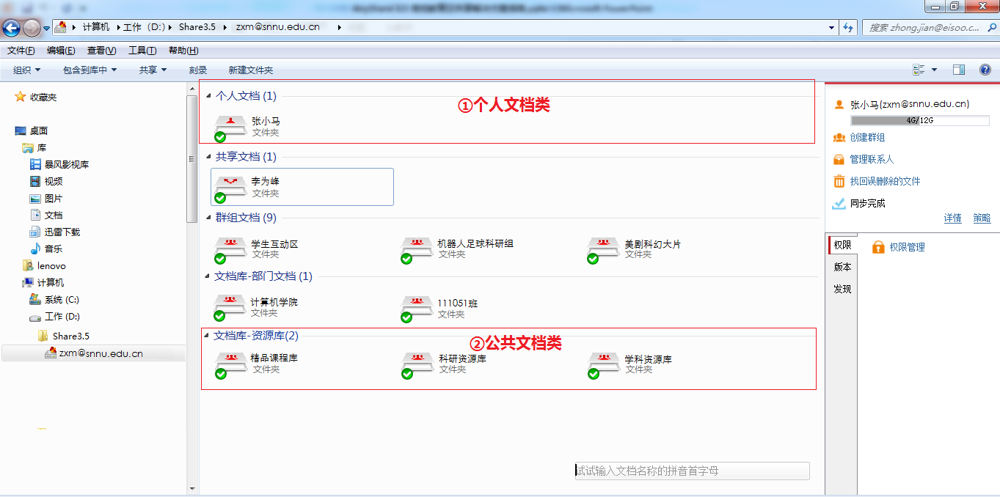 计算机 工作 (D:) Share3.5 zxm@snnu.edu.cn
搜索 zhong.jian@eisoo.c...
文件(F) 编辑(E) 查看(V) 工具(T) 帮助(H)
组织 包含到库中 共享 刻录 新建文件夹
收藏夹
桌面
库
暴风影视库
视频
图片
文档
迅雷下载
音乐
lenovo
计算机
系统 (C:)
工作 (D:)
Share3.5
zxm@snnu.edu.cn
个人文档 (1)
①个人文档类
张小马
文件夹
共享文档 (1)
李为峰
文件夹
群组文档 (9)
学生互动区
文件夹
机器人足球科研组
文件夹
美剧科幻大片
文件夹
文档库-部门文档 (1)
计算机学院
文件夹
111051班
文件夹
文档库-资源库(2)
②公共文档类
精品课程库
文件夹
科研资源库
文件夹
学科资源库
文件夹
试试输入文档名称的拼音首字母
张小马(zxm@snnu.edu.cn)
4G/12G
创建群组
管理联系人
找回误删除的文件
同步完成
详情 策略
权限
版本
发现
权限管理